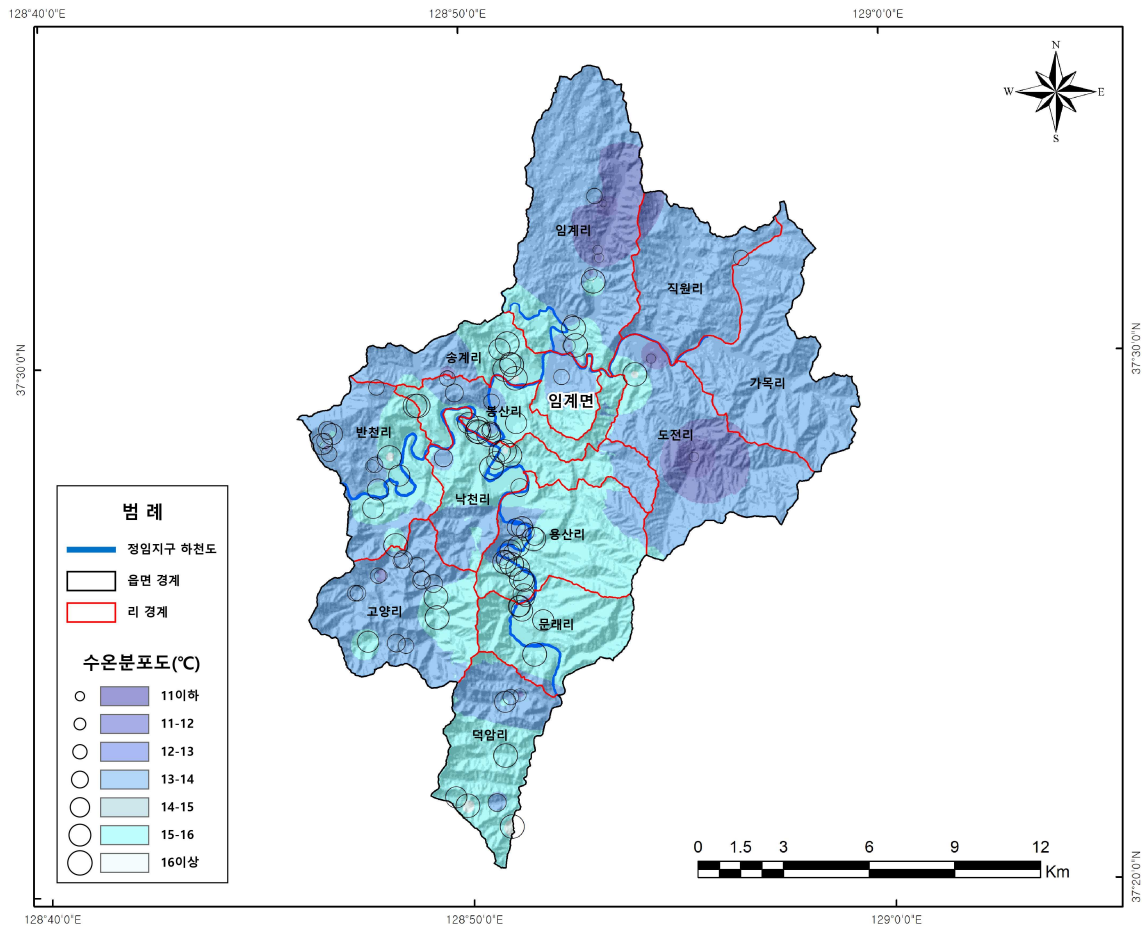 128°40'0"E 128°50'0"E 129°0'0"E
N
W E
S
임계리
직원리
37°30'0"N
37°30'0"N
송계리
가목리
임계면
봉산리
반천리
도전리
낙천리
용산리
고양리
문래리
덕암리
범 례
정임지구 하천도
읍면 경계
리 경계
수온분포도(℃)
11이하
11-12
12-13
13-14
14-15
15-16
16이상
0 1.5 3 6 9 12
Km
37°20'0"N
128°40'0"E 128°50'0"E 129°0'0"E